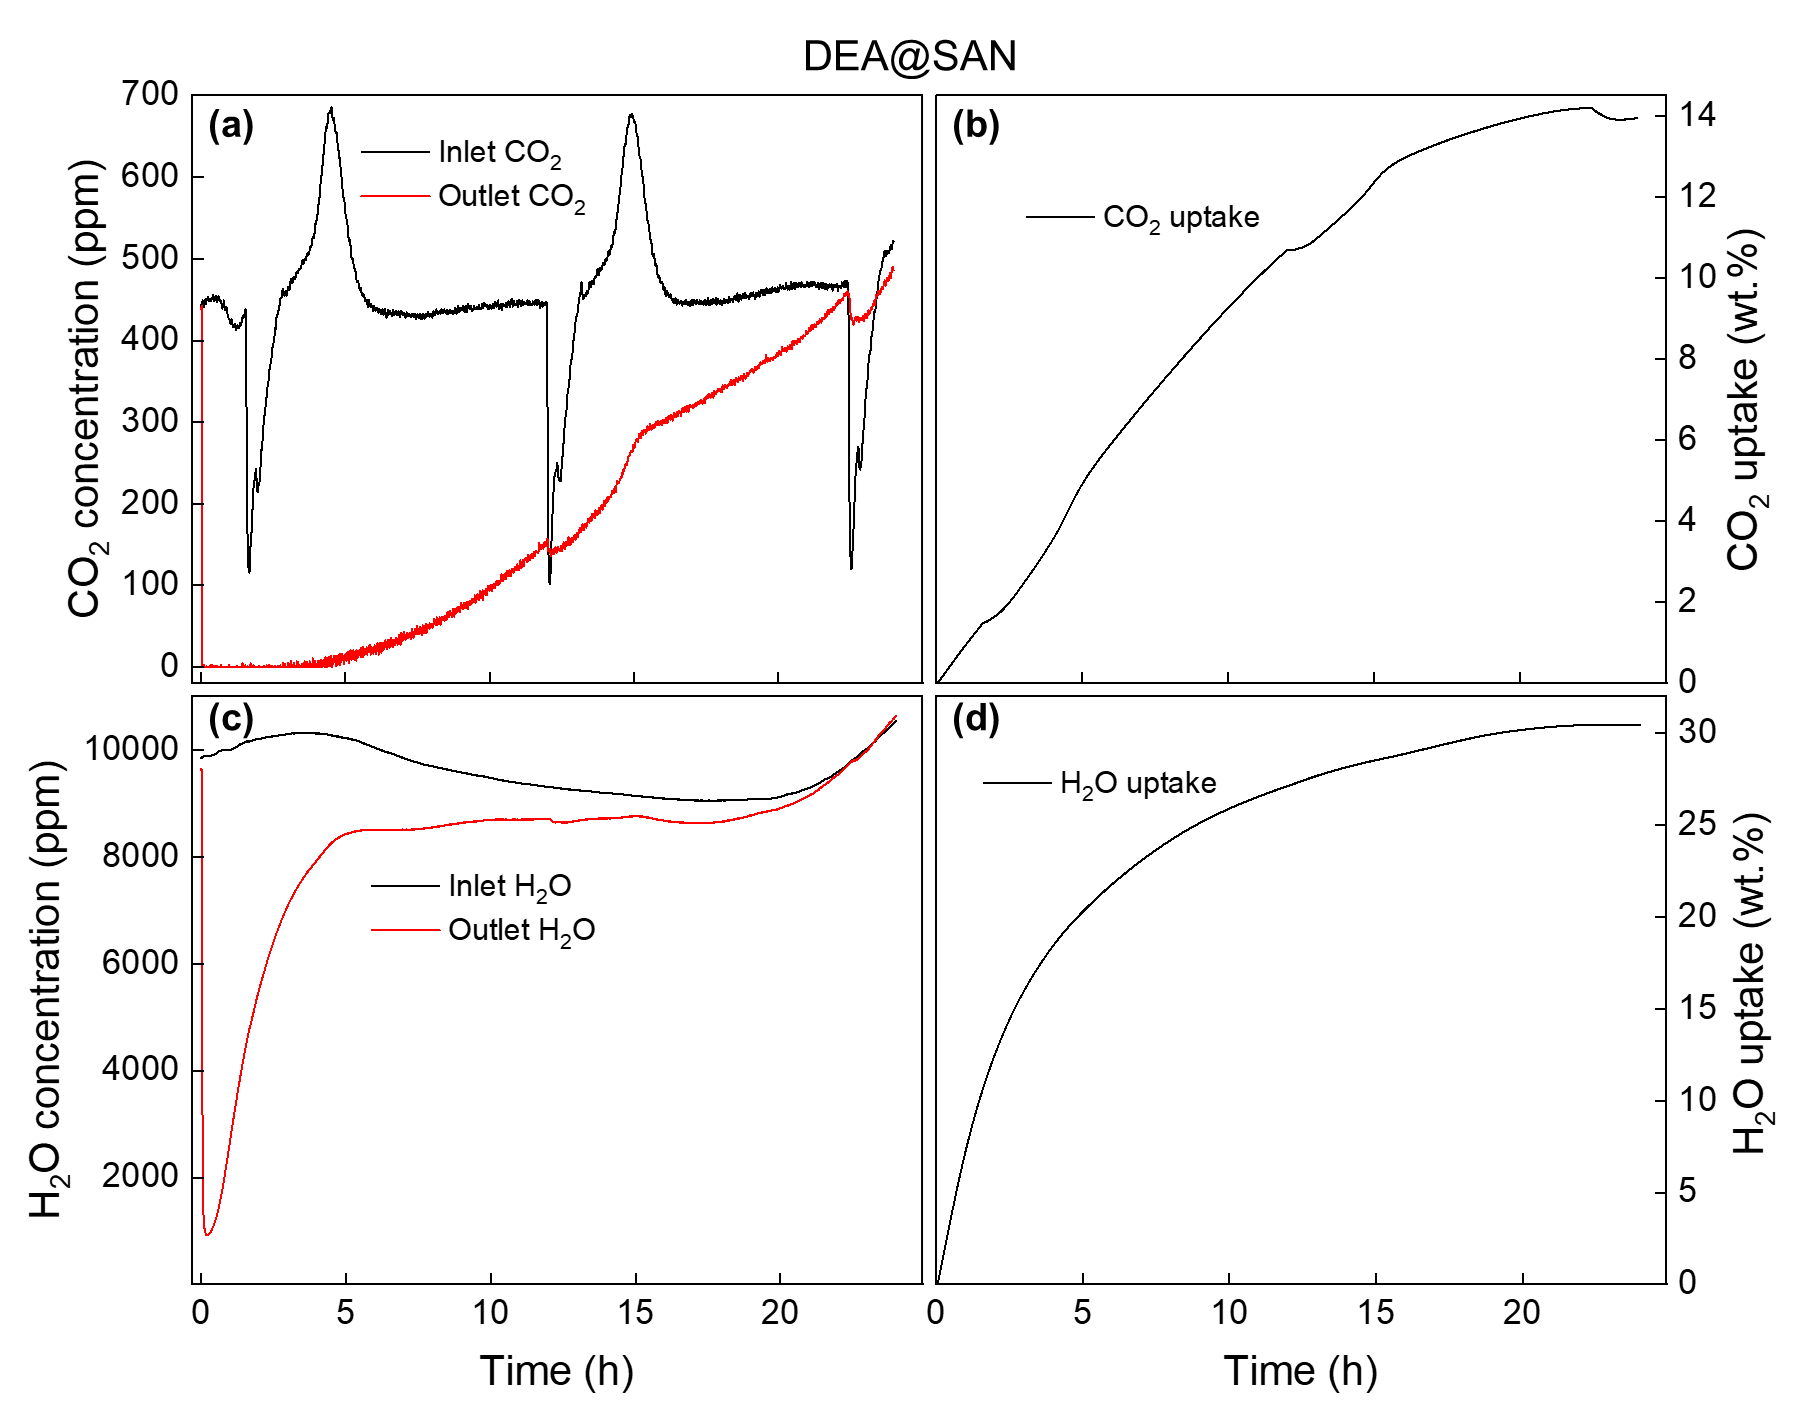 DEA@SAN
(a)
Inlet CO₂
Outlet CO₂
CO₂ concentration (ppm)
700
600
500
400
300
200
100
0
(b)
CO₂ uptake
CO₂ uptake (wt.%)
14
12
10
8
6
4
2
0
(c)
Inlet H₂O
Outlet H₂O
H₂O concentration (ppm)
10000
8000
6000
4000
2000
0 5 10 15 20
Time (h)
(d)
H₂O uptake
H₂O uptake (wt.%)
30
25
20
15
10
5
0
0 5 10 15 20
Time (h)